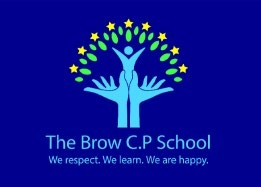 The Brow C.P School
We respect. We learn. We are happy.